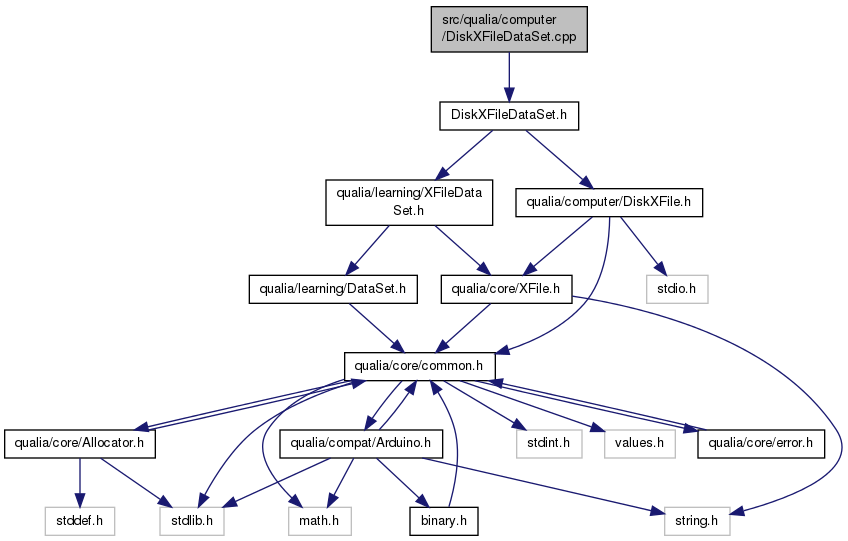 src/qualia/computer
/DiskXFileDataSet.cpp
DiskXFileDataSet.h
qualia/learning/XFileData
Set.h
qualia/computer/DiskXFile.h
qualia/learning/DataSet.h
qualia/core/XFile.h
stdio.h
qualia/core/common.h
qualia/core/Allocator.h
qualia/compat/Arduino.h
stdint.h
values.h
qualia/core/error.h
stddef.h
stdlib.h
math.h
binary.h
string.h